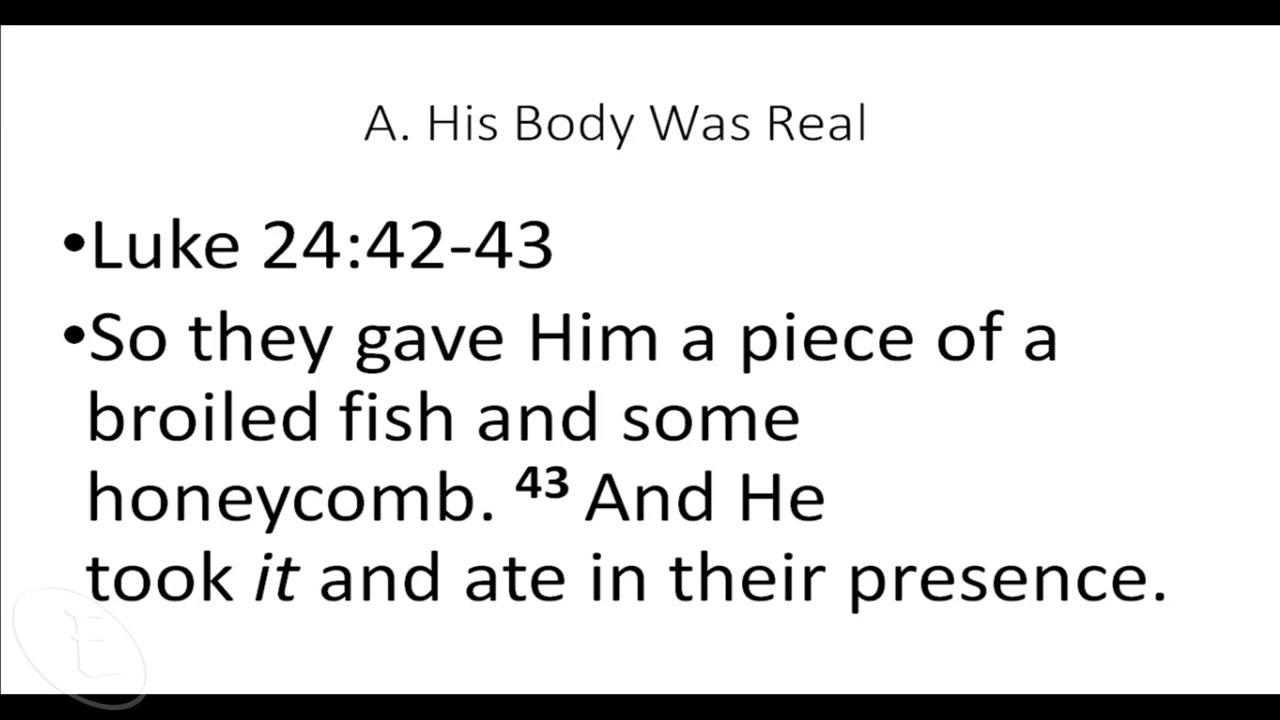 A. His Body Was Real
•Luke 24:42-43
•So they gave Him a piece of a
broiled fish and some
honeycomb. 43 And He
took it and ate in their presence.